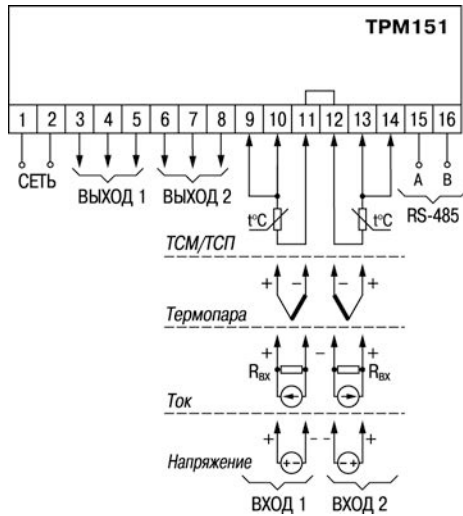 ТРМ151
1 2 3 4 5 6 7 8 9 10 11 12 13 14 15 16
СЕТЬ
ВЫХОД 1 ВЫХОД 2
A B
RS-485
t°C t°C
ТСМ/ТСП
+ - - +
Термопара
+ - +
Rвх Rвх
Ток
+ - - +
+ - - +
Напряжение
ВХОД 1 ВХОД 2